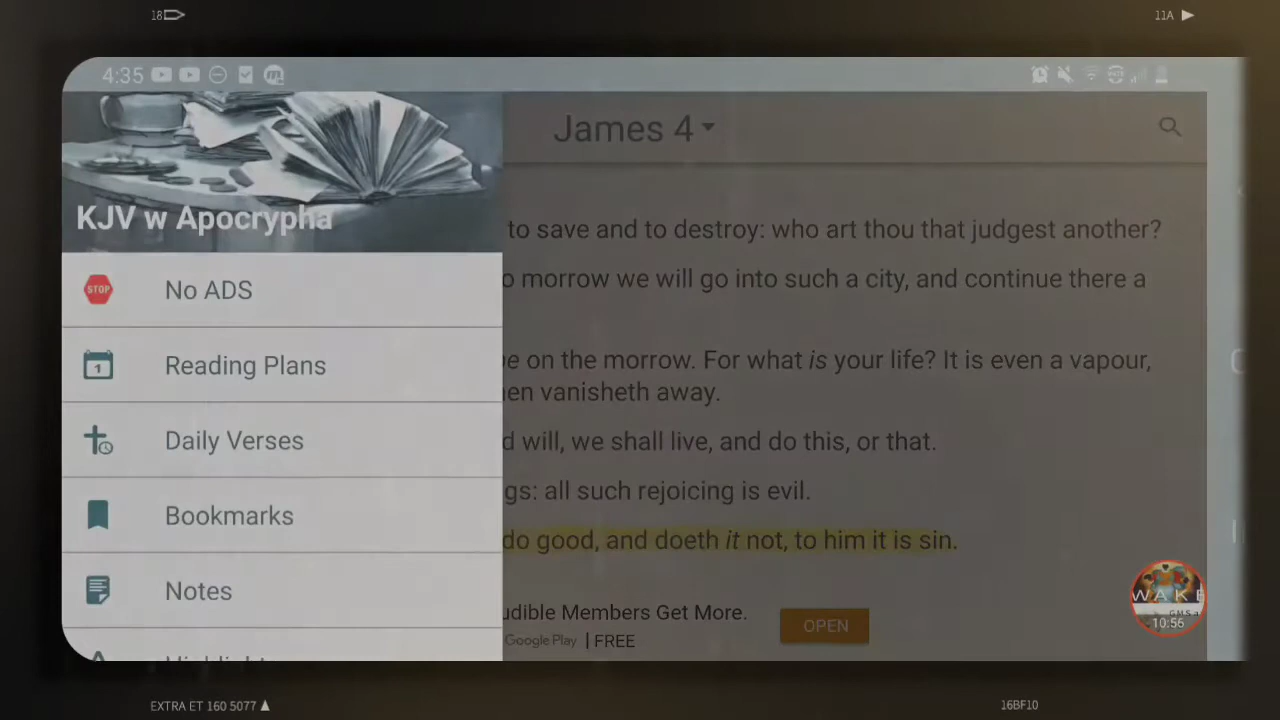 18
11A
4:35
James 4
KJV w Apocrypha
to save and to destroy: who art thou that judgest another?
No ADS
STOP
morrow we will go into such a city, and continue there a
Reading Plans
1
on the morrow. For what is your life? It is even a vapour,
vanisheth away.
Daily Verses
will, we shall live, and do this, or that.
all such rejoicing is evil.
Bookmarks
do good, and doeth it not, to him it is sin.
Notes
WAKE
GMS
10:56
Members Get More.
Google Play | FREE
OPEN
EXTRA ET 160 5077
16BF10